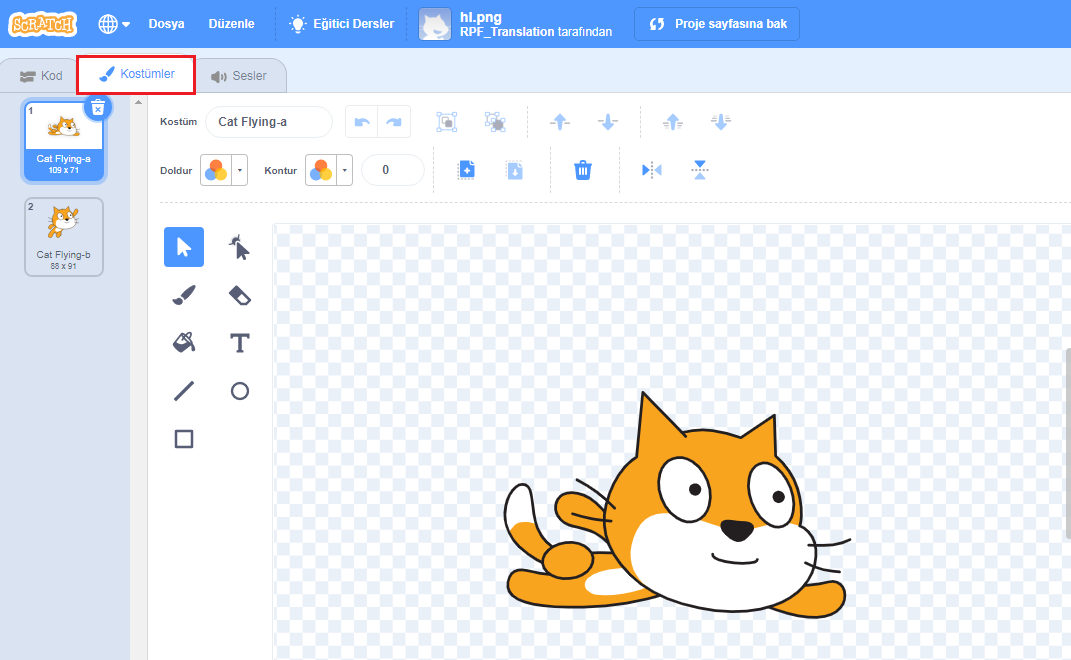 SCRATCH
Dosya
Düzenle
Eğitici Dersler
hl.png
RPF_Translation tarafından
Proje sayfasına bak
Kod
Kostümler
Sesler
1
Cat Flying-a
109 x 71
2
Cat Flying-b
88 x 91
Kostüm
Cat Flying-a
Doldur
Kontur
0
T